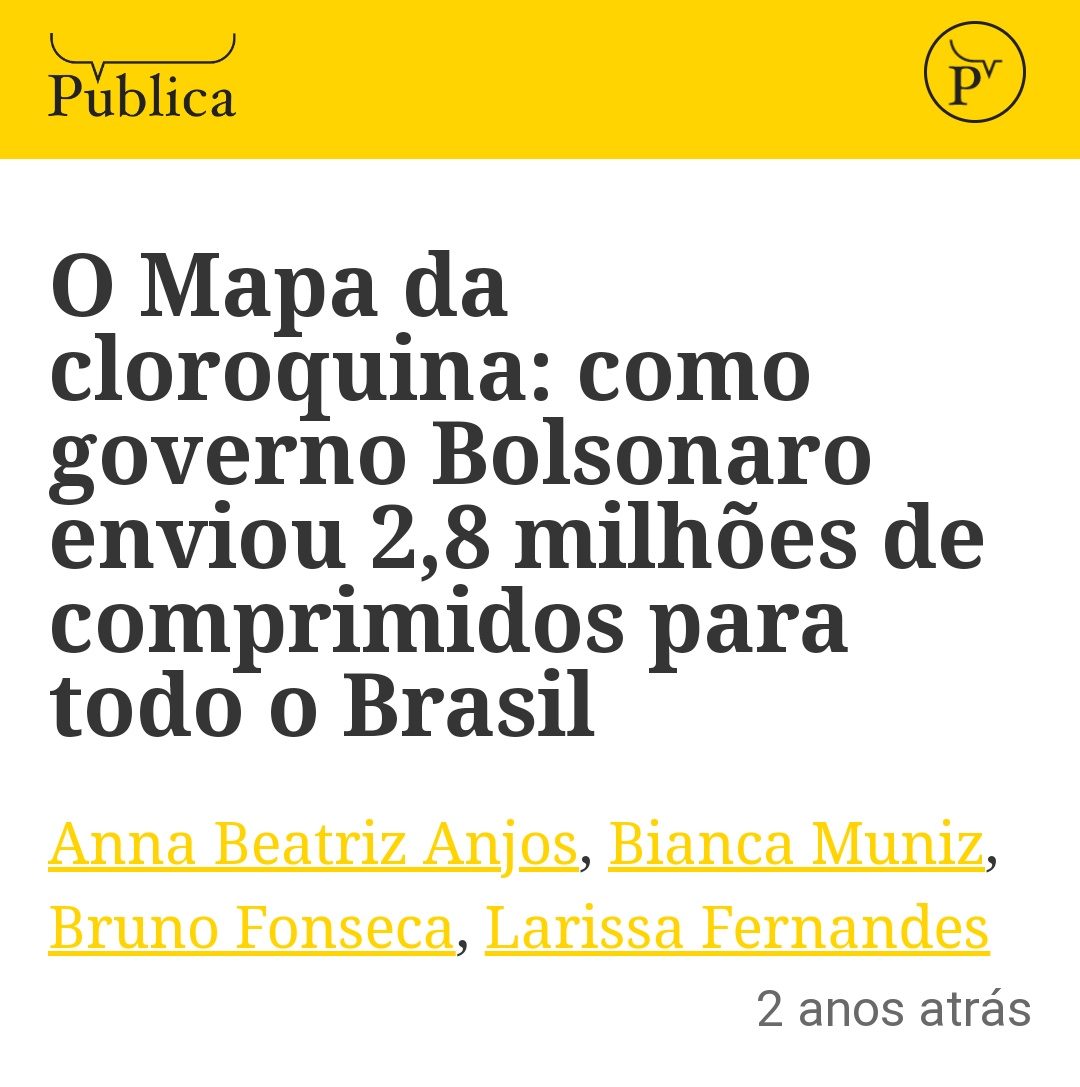 Pública
P
O Mapa da
cloroquina: como
governo Bolsonaro
enviou 2,8 milhões de
comprimidos para
todo o Brasil
Anna Beatriz Anjos, Bianca Muniz,
Bruno Fonseca, Larissa Fernandes
2 anos atrás